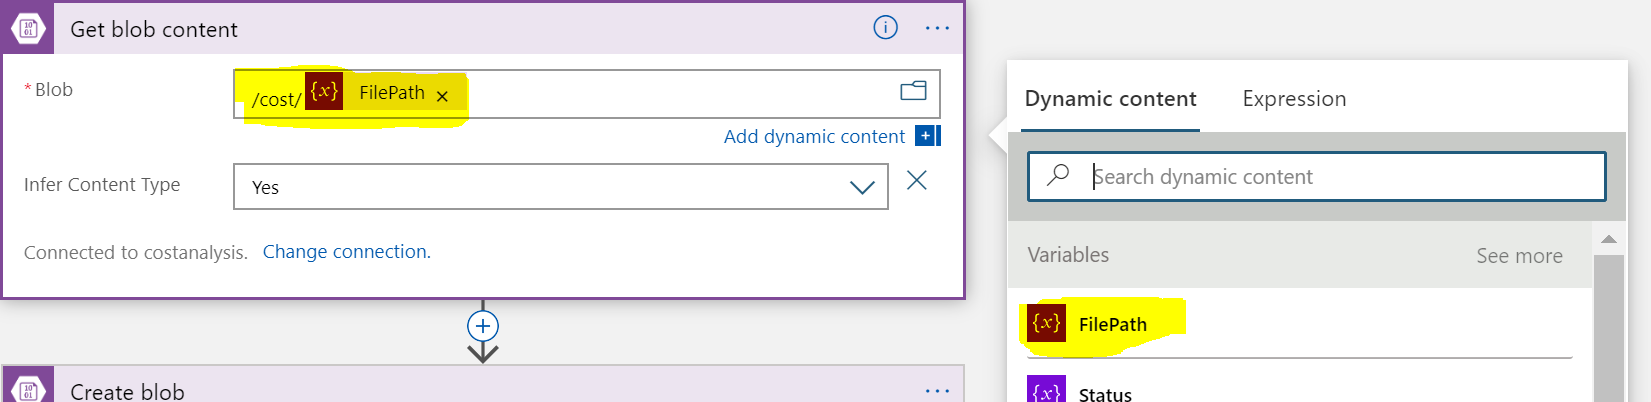 Get blob content
* Blob
/cost/ {x} FilePath ×
Add dynamic content
Infer Content Type
Yes
Connected to costanalysis. Change connection.
Create blob
Dynamic content Expression
Search dynamic content
Variables See more
{x} FilePath
{x} Status